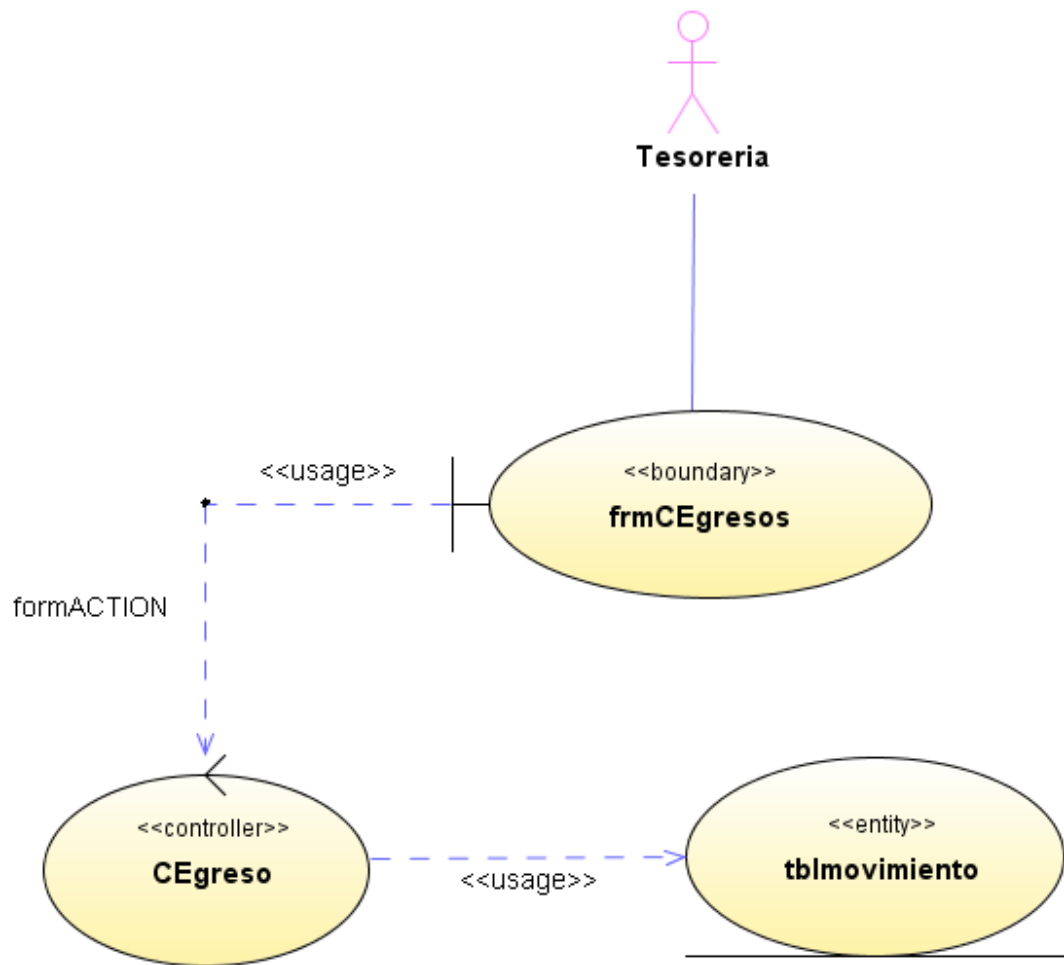 Tesoreria
<<usage>>
<<boundary>>
frmCEgresos
formACTION
<<controller>>
CEgreso
<<usage>>
<<entity>>
tblmovimiento